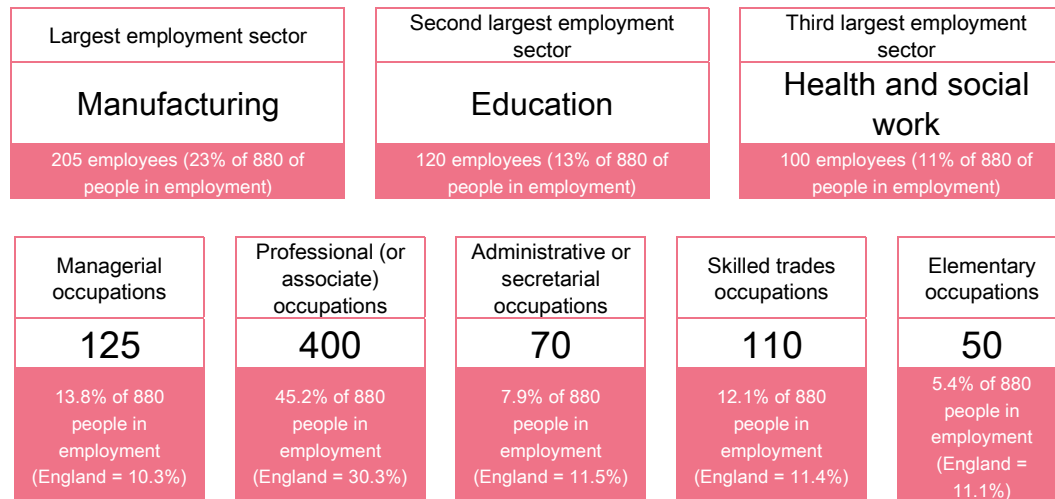 Largest employment sector
Manufacturing
205 employees (23% of 880 of
people in employment)
Second largest employment
sector
Education
120 employees (13% of 880 of
people in employment)
Third largest employment
sector
Health and social
work
100 employees (11% of 880 of
people in employment)
Managerial
occupations
125
13.8% of 880
people in
employment
(England = 10.3%)
Professional (or
associate)
occupations
400
45.2% of 880
people in
employment
(England = 30.3%)
Administrative or
secretarial
occupations
70
7.9% of 880
people in
employment
(England = 11.5%)
Skilled trades
occupations
110
12.1% of 880
people in
employment
(England = 11.4%)
Elementary
occupations
50
5.4% of 880
people in
employment
(England =
11.1%)